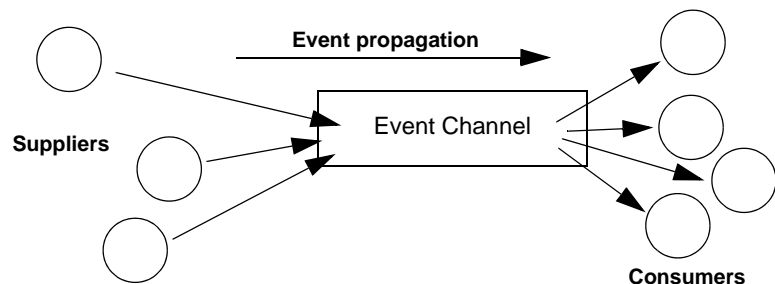 Event propagation
Event Channel
Suppliers
Consumers